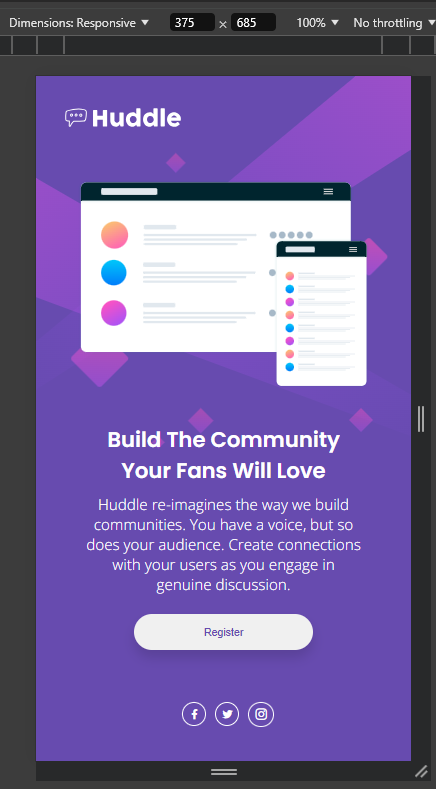 Dimensions: Responsive ▼ 375 × 685 100% ▼ No throttling ▼
Huddle
Build The Community
Your Fans Will Love
Huddle re-imagines the way we build
communities. You have a voice, but so
does your audience. Create connections
with your users as you engage in
genuine discussion.
Register